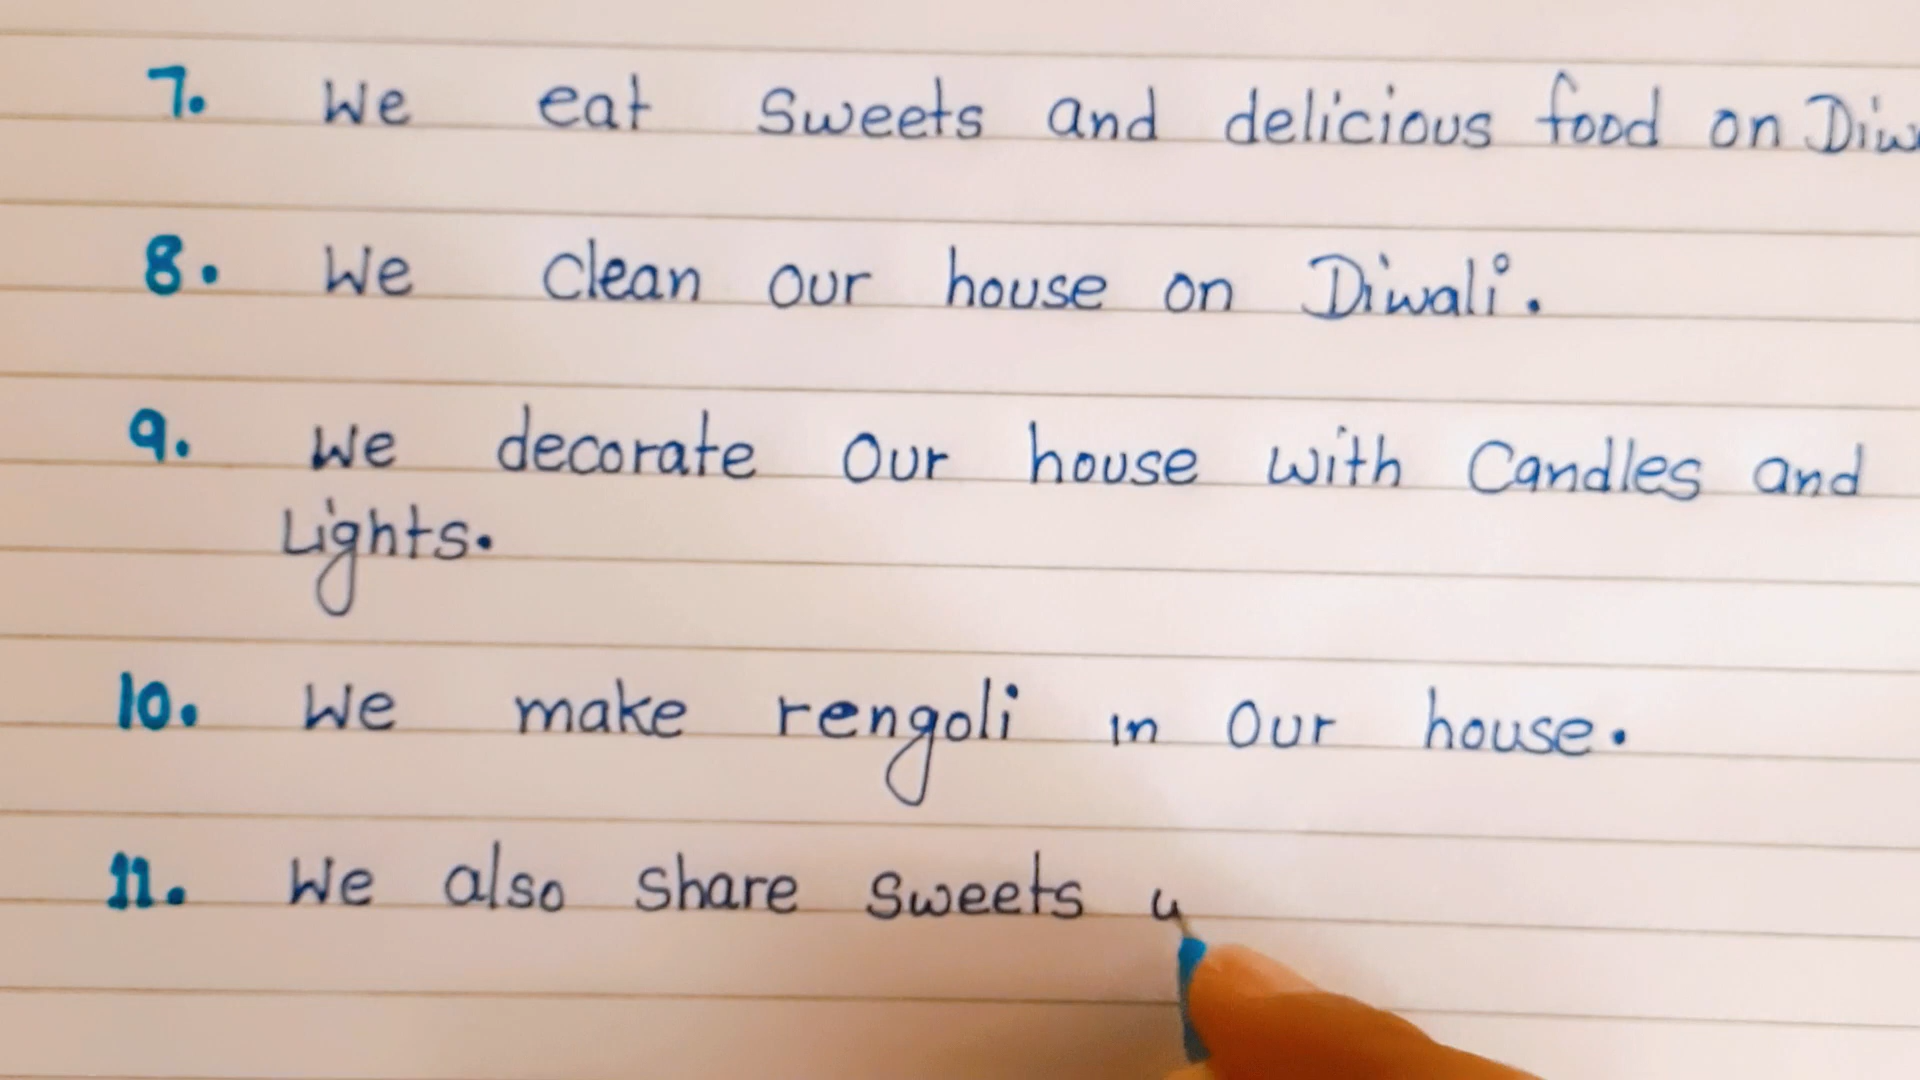 7. We eat Sweets and delicious food on Diw
8. We clean our house on Diwali.
9. We decorate our house with Candles and
Lights.
10. We make rengoli in our house.
11. We also share sweets